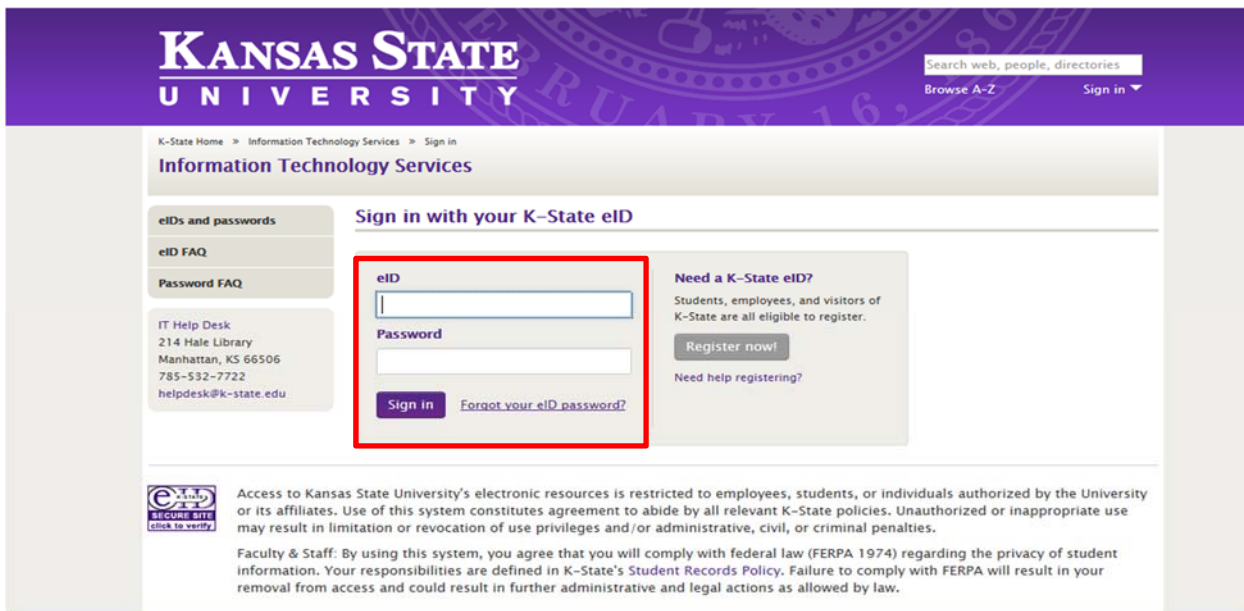 KANSAS STATE
UNIVERSITY
FEBRUARY 16, 186
Search web, people, directories
Browse A-Z
Sign in
K-State Home » Information Technology Services » Sign in
Information Technology Services
eIDs and passwords
eID FAQ
Password FAQ
IT Help Desk
214 Hale Library
Manhattan, KS 66506
785-532-7722
helpdesk@k-state.edu
Sign in with your K-State eID
eID
Password
Sign in
Forgot your eID password?
Need a K-State eID?
Students, employees, and visitors of
K-State are all eligible to register.
Register now!
Need help registering?
eID
K-STATE
SECURE SITE
click to verify
Access to Kansas State University's electronic resources is restricted to employees, students, or individuals authorized by the University
or its affiliates. Use of this system constitutes agreement to abide by all relevant K-State policies. Unauthorized or inappropriate use
may result in limitation or revocation of use privileges and/or administrative, civil, or criminal penalties.
Faculty & Staff: By using this system, you agree that you will comply with federal law (FERPA 1974) regarding the privacy of student
information. Your responsibilities are defined in K-State's Student Records Policy. Failure to comply with FERPA will result in your
removal from access and could result in further administrative and legal actions as allowed by law.